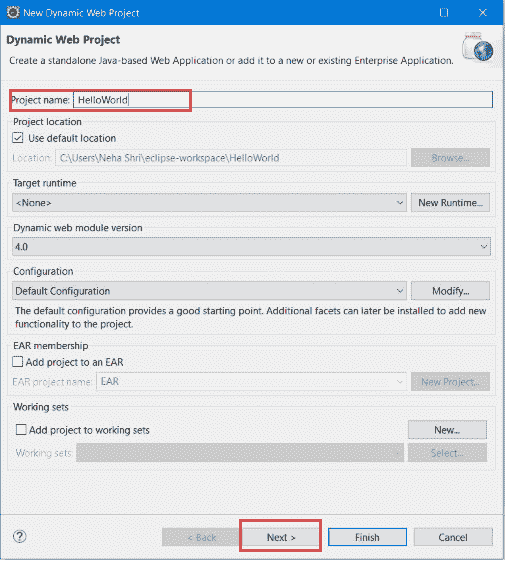 New Dynamic Web Project
Dynamic Web Project
Create a standalone Java-based Web Application or add it to a new or existing Enterprise Application.
Project name: HelloWorld
Project location
Use default location
Location: C:\Users\Neha Shri\eclipse-workspace\HelloWorld Browse...
Target runtime
<None> New Runtime...
Dynamic web module version
4.0
Configuration
Default Configuration Modify...
The default configuration provides a good starting point. Additional facets can later be installed to add new
functionality to the project.
EAR membership
Add project to an EAR
EAR project name: EAR New Project...
Working sets
Add project to working sets New...
Working sets: Select...
? < Back Next > Finish Cancel